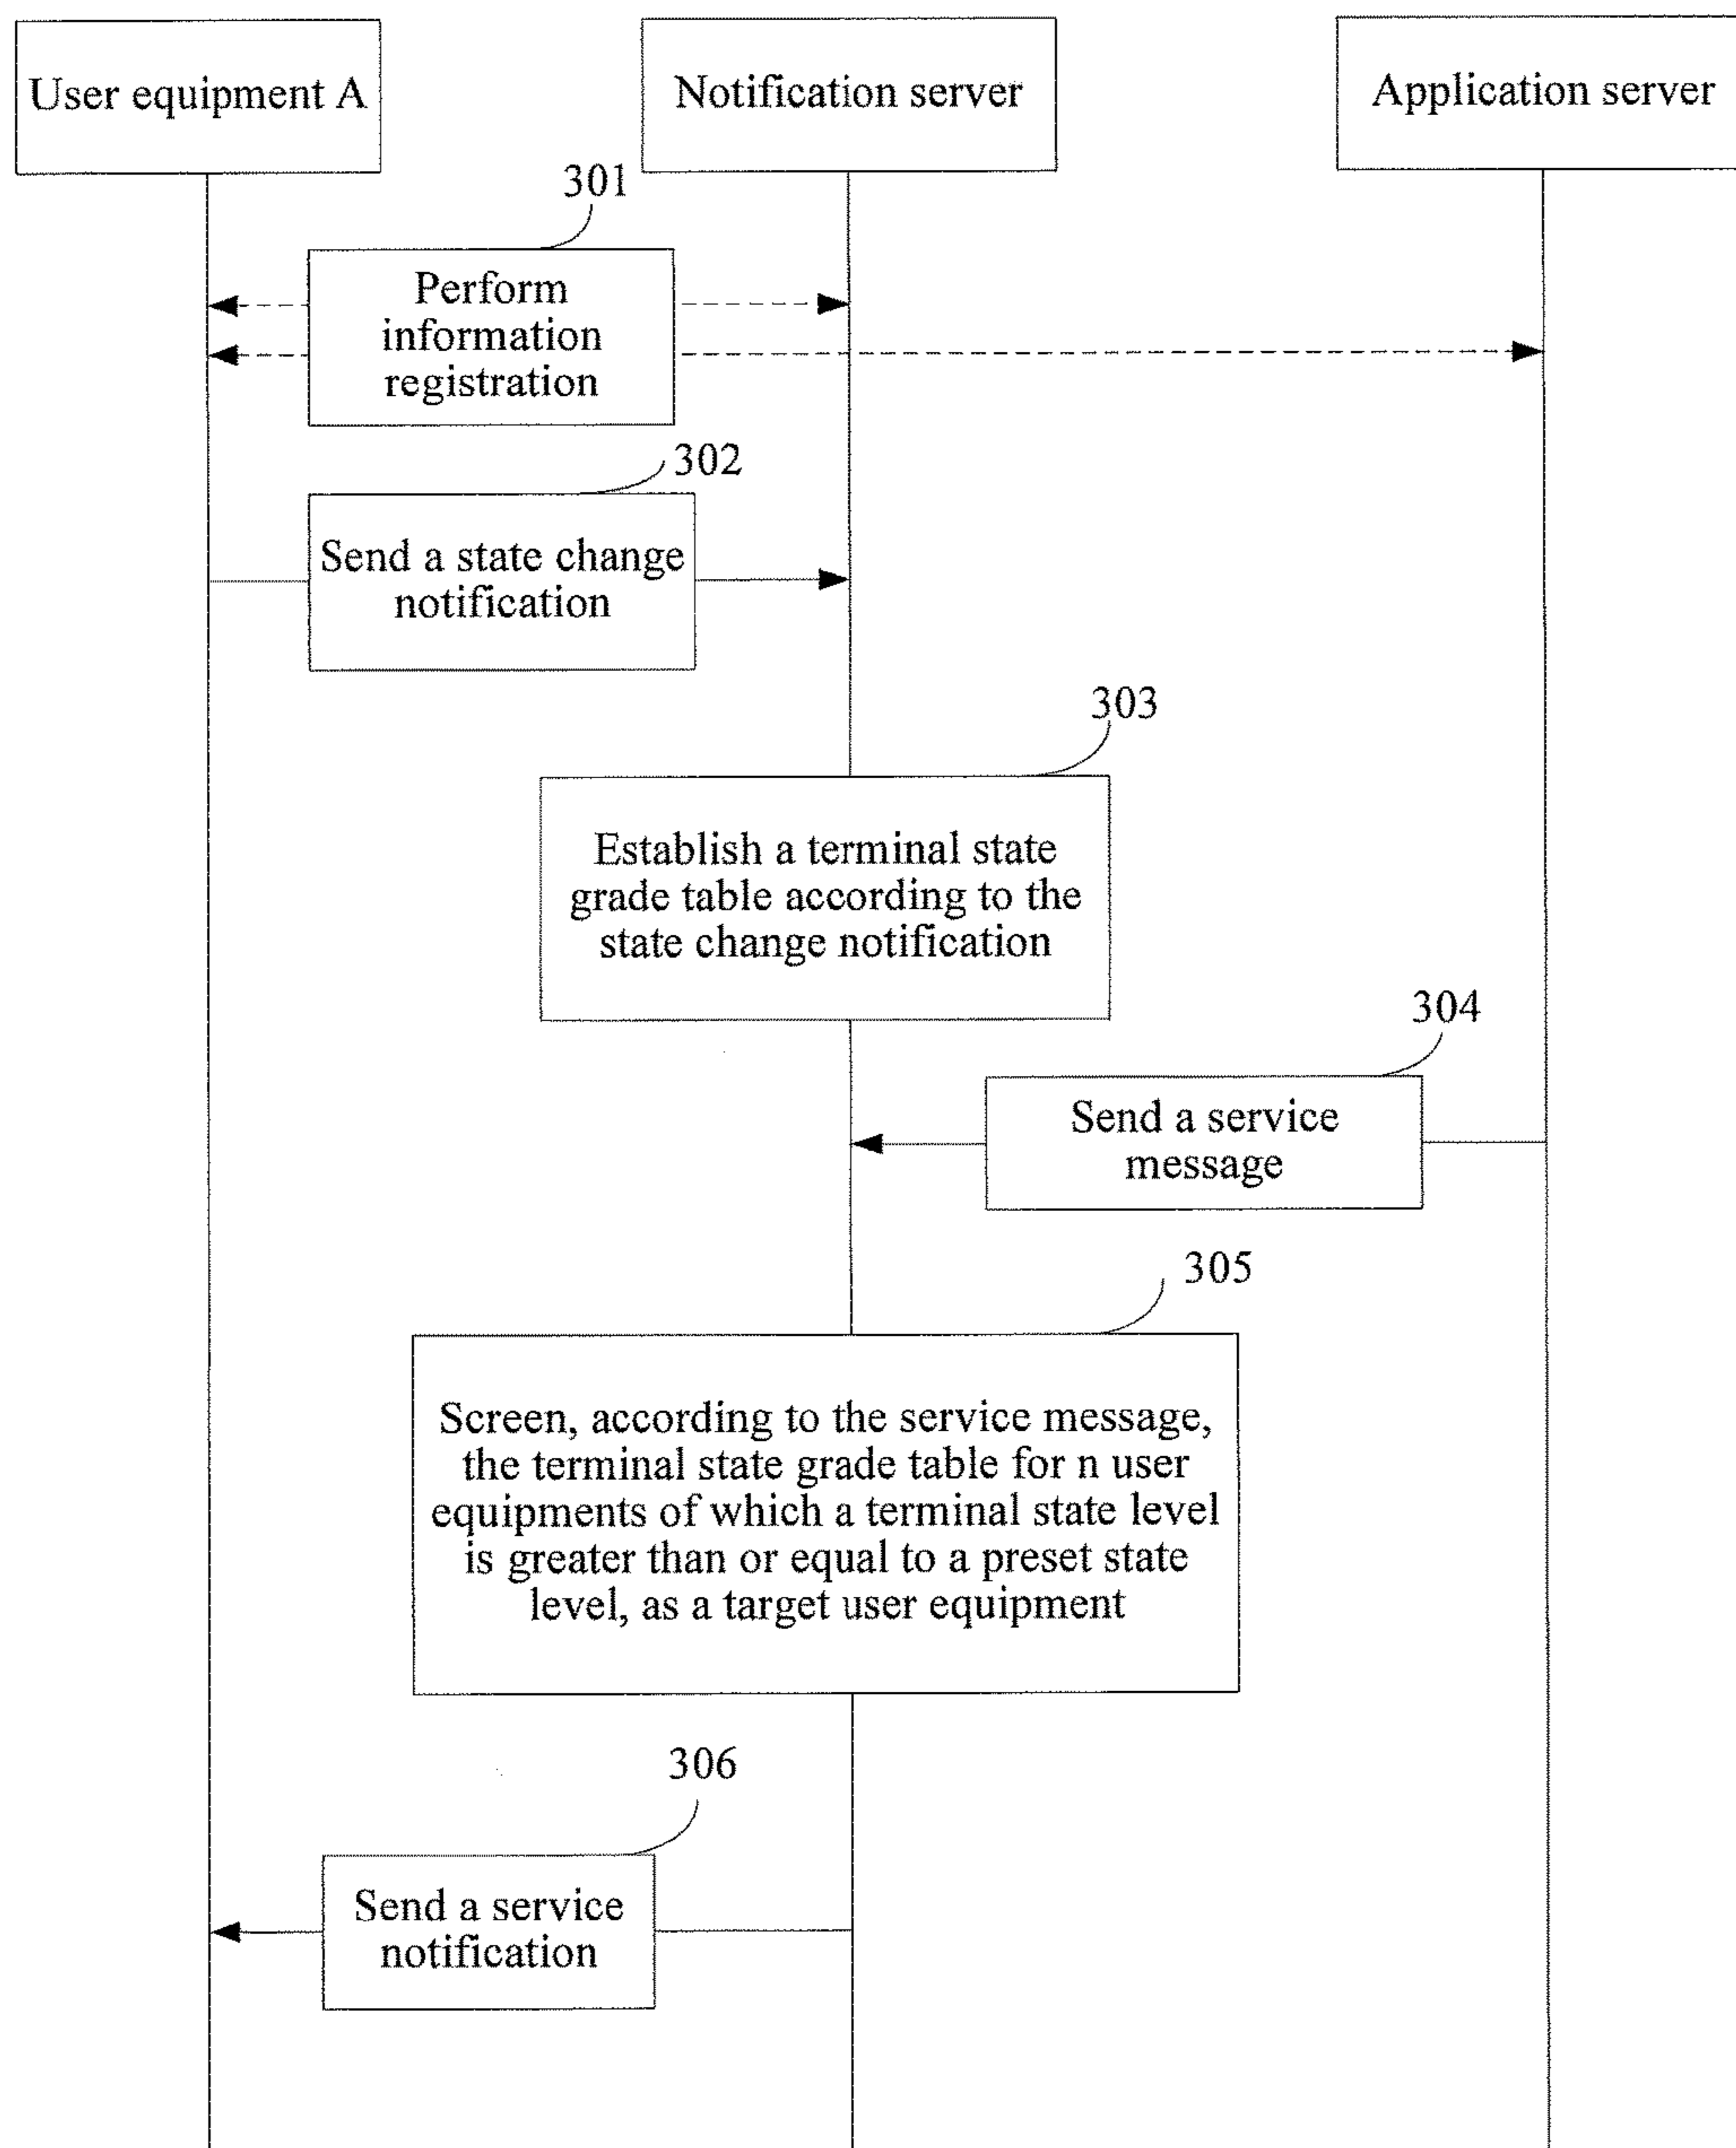 User equipment A
Notification server
Application server
301
Perform
information
registration
302
Send a state change
notification
303
Establish a terminal state
grade table according to the
state change notification
304
Send a service
message
305
Screen, according to the service message,
the terminal state grade table for n user
equipments of which a terminal state level
is greater than or equal to a preset state
level, as a target user equipment
306
Send a service
notification